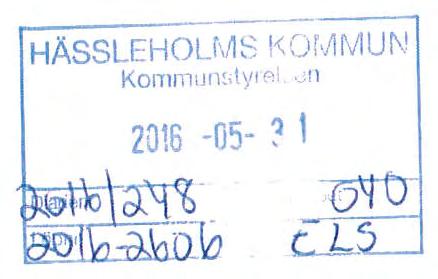 HÄSSLEHOLMS KOMMUN
Kommunstyrelsen
2016 -05- 31
2016/248 040
2016-2606 CLS